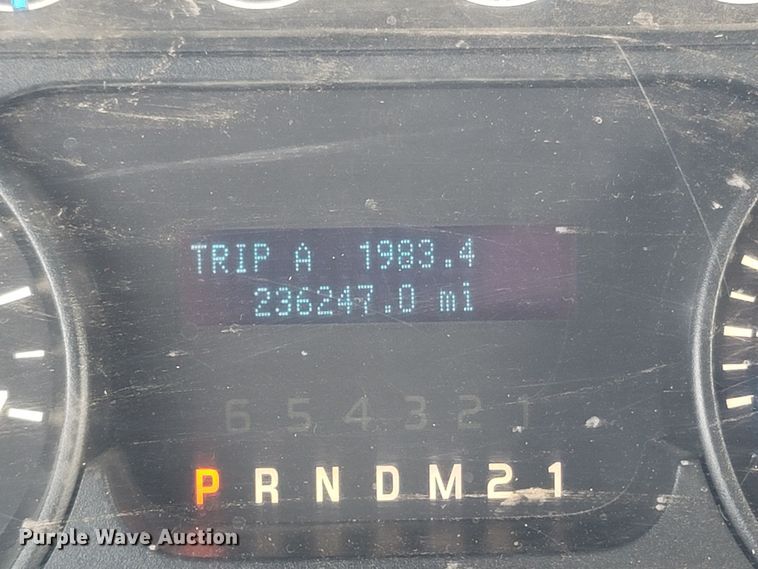 TRIP A 1983.4
236247.0 mi
6 5 4 3 2 1
P R N D M 2 1
Purple Wave Auction